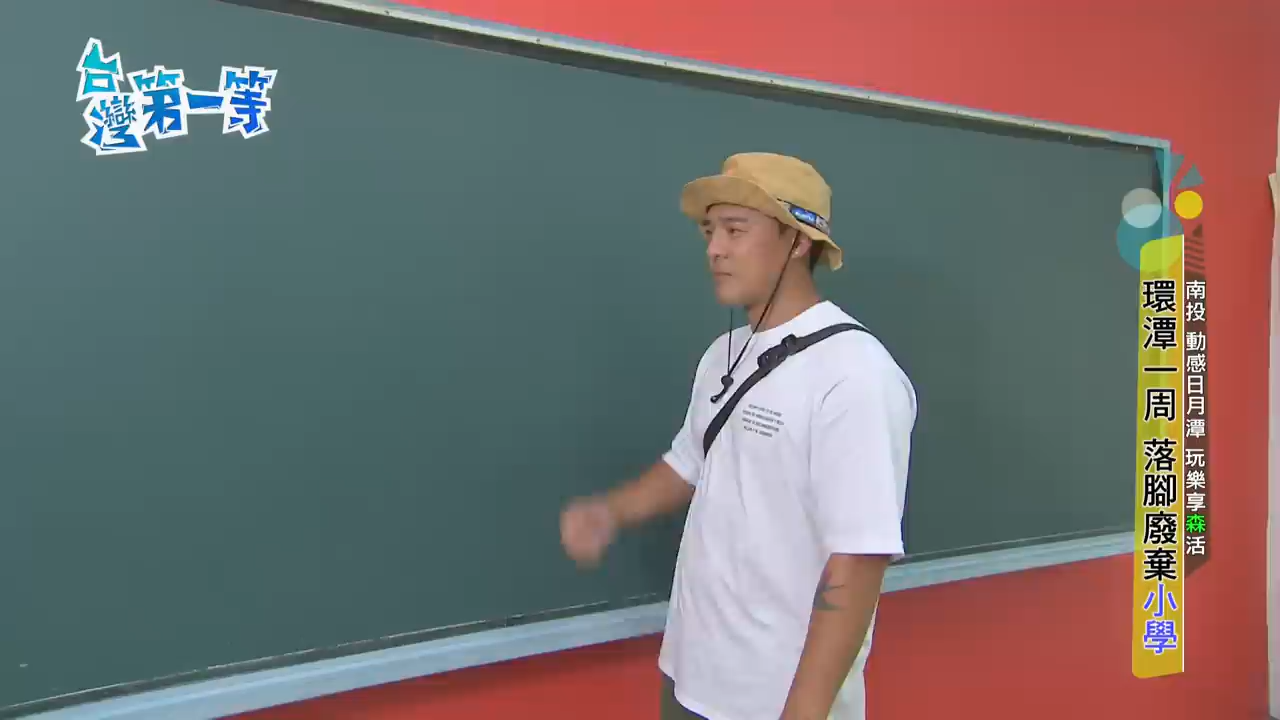 台灣第一等
南投 動感日月潭 玩樂享森活
環潭一周 落腳廢棄小學